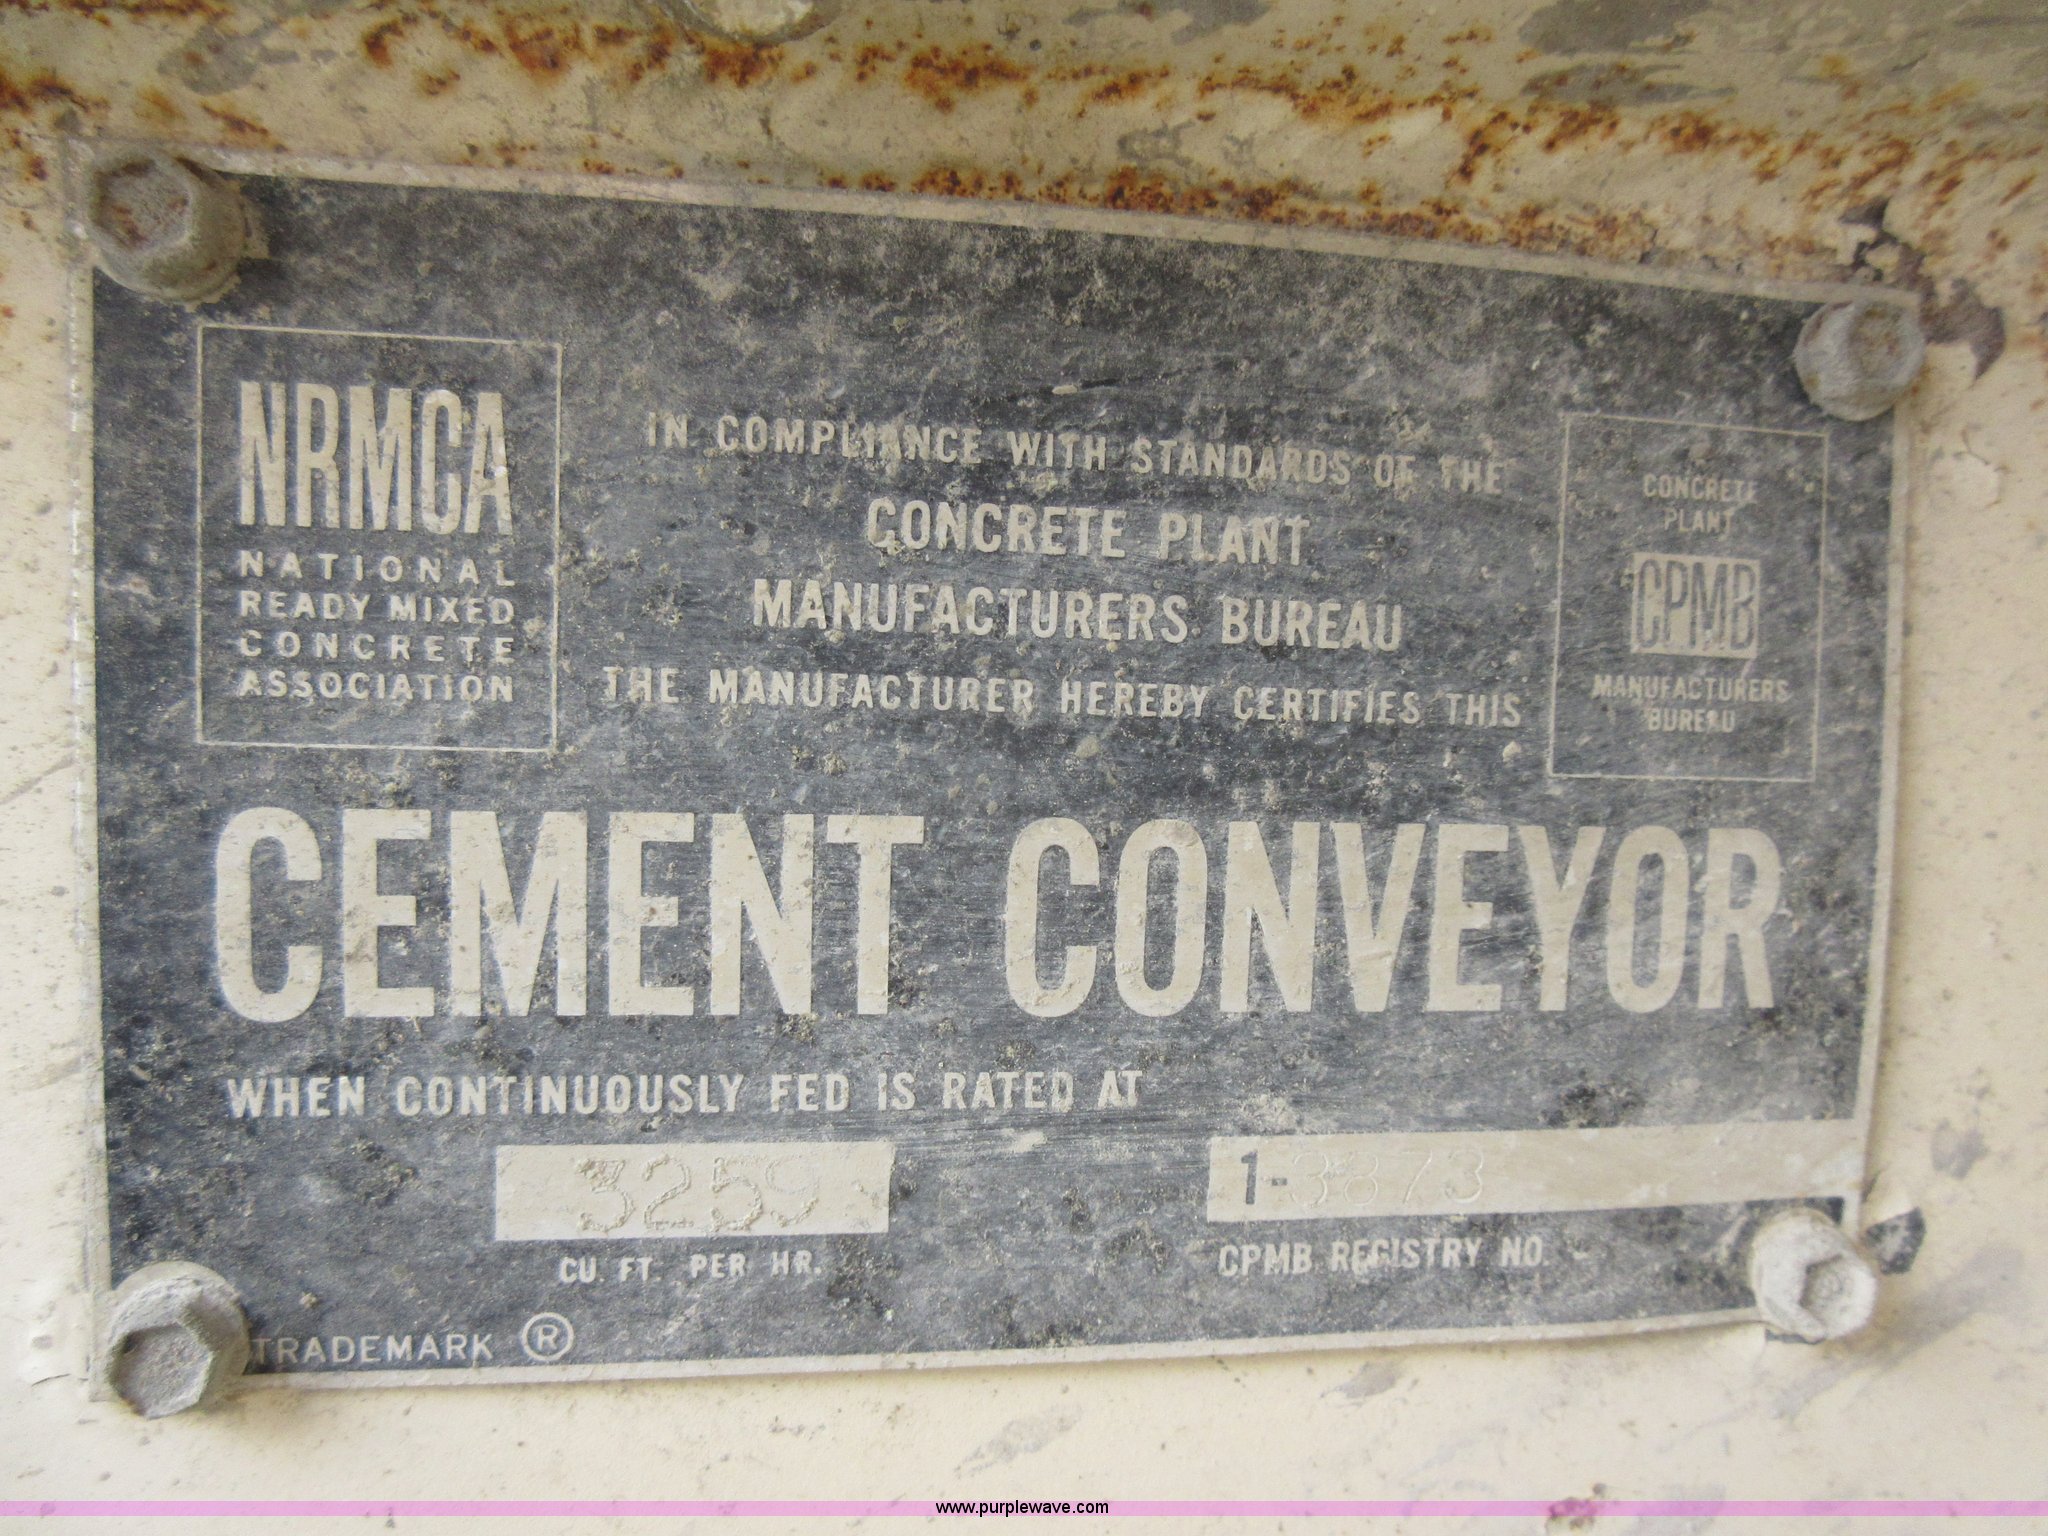 NRMCA
NATIONAL
READY MIXED
CONCRETE
ASSOCIATION
IN COMPLIANCE WITH STANDARDS OF THE
CONCRETE PLANT
MANUFACTURERS BUREAU
THE MANUFACTURER HEREBY CERTIFIES THIS
CONCRETE
PLANT
CPMB
MANUFACTURERS
BUREAU
CEMENT CONVEYOR
WHEN CONTINUOUSLY FED IS RATED AT
3259
CU. FT. PER HR.
1-3873
CPMB REGISTRY NO.
TRADEMARK ®
www.purplewave.com